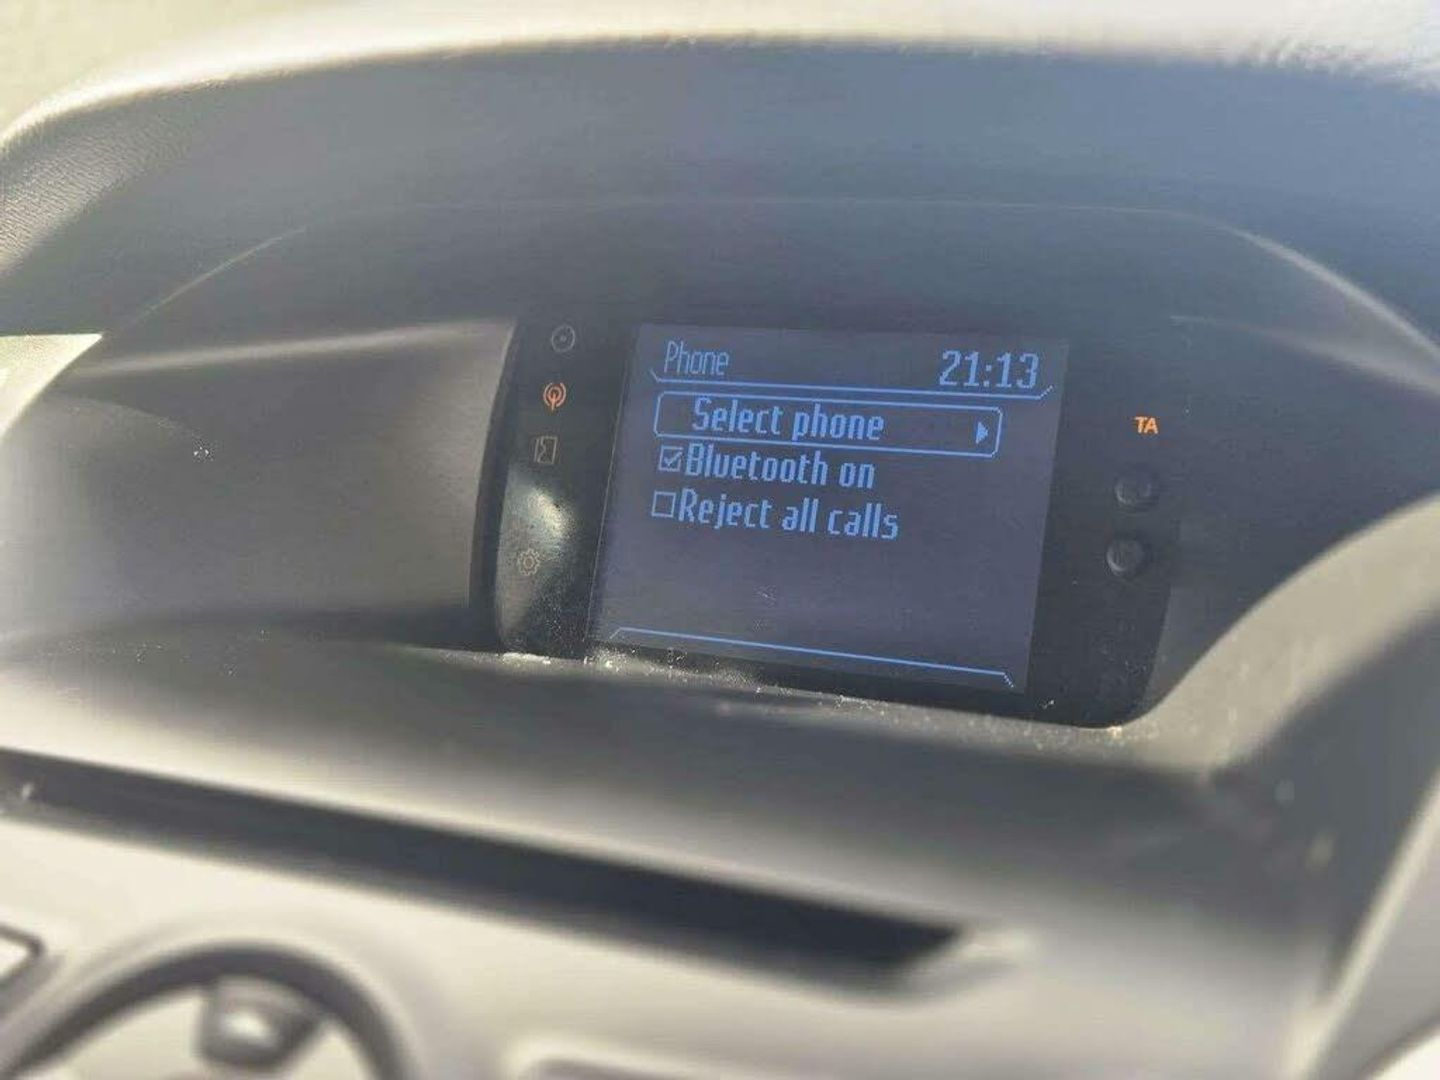 Phone 21:13
Select phone
Bluetooth on
Reject all calls
TA